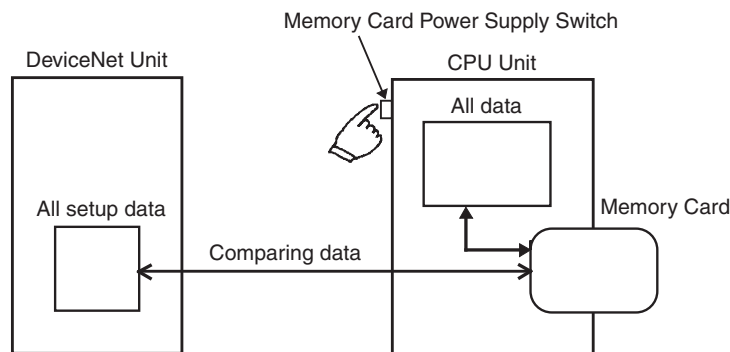 Memory Card Power Supply Switch
DeviceNet Unit
CPU Unit
All data
All setup data
Memory Card
Comparing data